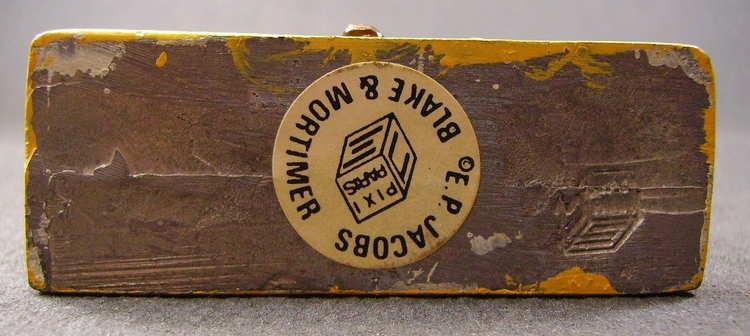 BLAKE & MORTIMER
©E.P. JACOBS
PIXI
PARIS